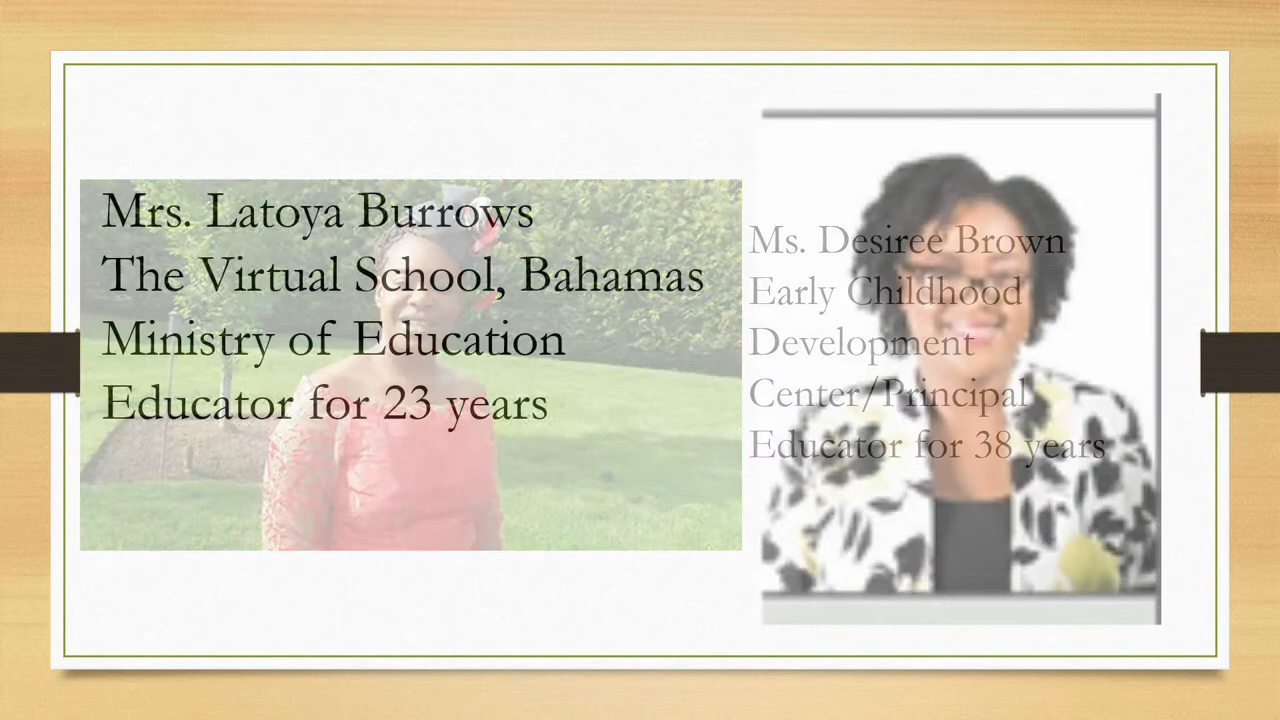 Mrs. Latoya Burrows
The Virtual School, Bahamas
Ministry of Education
Educator for 23 years
Ms. Desiree Brown
Early Childhood
Development
Center/Principal
Educator for 38 years